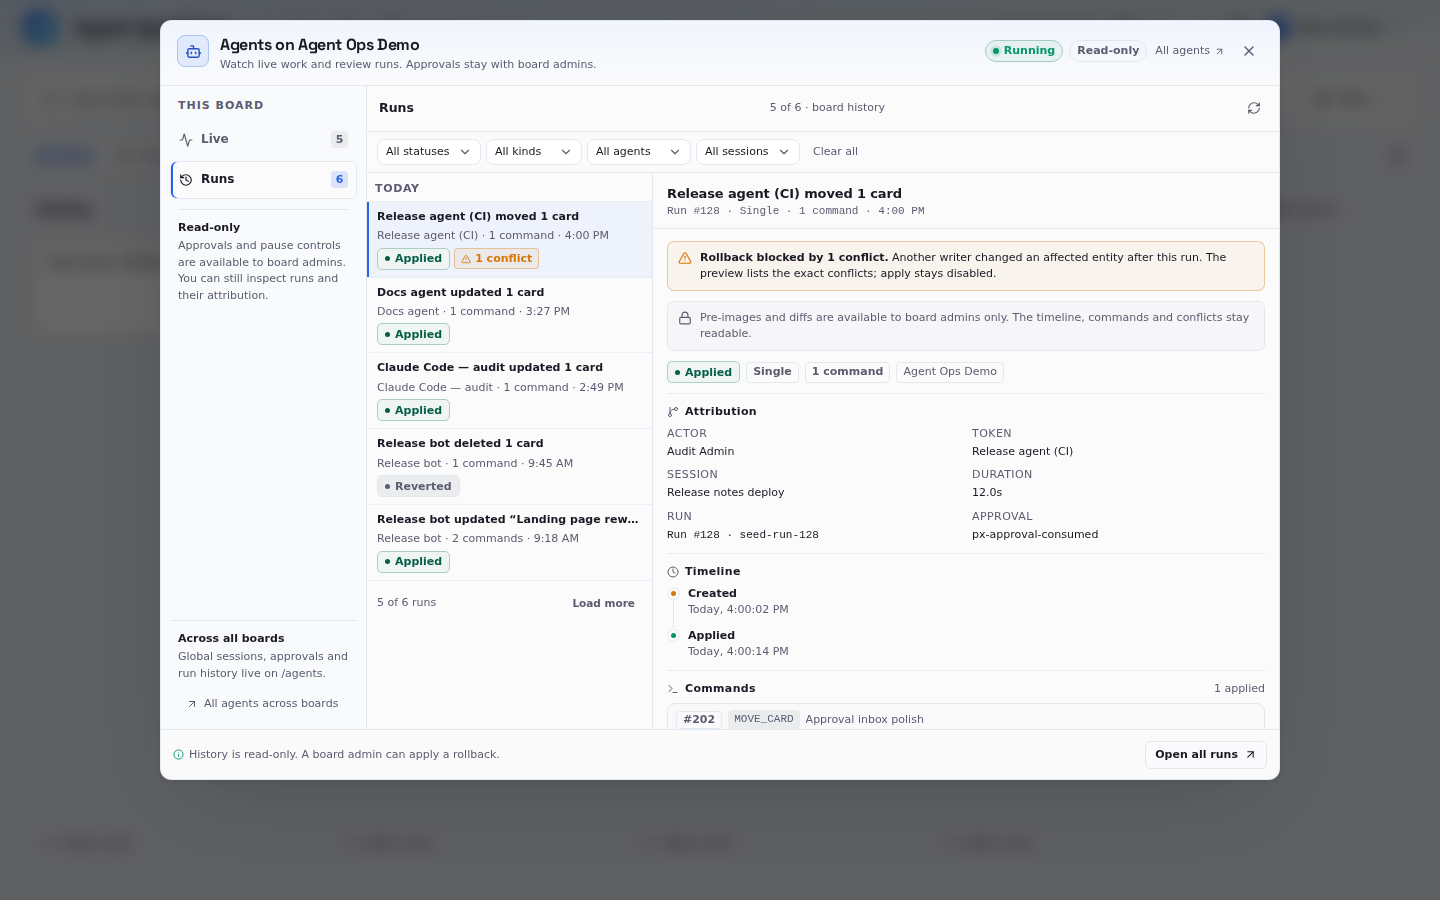 Agents on Agent Ops Demo
Watch live work and review runs. Approvals stay with board admins.
Running
Read-only
All agents
THIS BOARD
Live
5
Runs
6
Read-only
Approvals and pause controls
are available to board admins.
You can still inspect runs and
their attribution.
Across all boards
Global sessions, approvals and
run history live on /agents.
All agents across boards
Runs
5 of 6 · board history
All statuses
All kinds
All agents
All sessions
Clear all
TODAY
Release agent (CI) moved 1 card
Release agent (CI) · 1 command · 4:00 PM
Applied
1 conflict
Docs agent updated 1 card
Docs agent · 1 command · 3:27 PM
Applied
Claude Code — audit updated 1 card
Claude Code — audit · 1 command · 2:49 PM
Applied
Release bot deleted 1 card
Release bot · 1 command · 9:45 AM
Reverted
Release bot updated “Landing page rew…
Release bot · 2 commands · 9:18 AM
Applied
5 of 6 runs
Load more
Release agent (CI) moved 1 card
Run #128 · Single · 1 command · 4:00 PM
Rollback blocked by 1 conflict. Another writer changed an affected entity after this run. The
preview lists the exact conflicts; apply stays disabled.
Pre-images and diffs are available to board admins only. The timeline, commands and conflicts stay
readable.
Applied
Single
1 command
Agent Ops Demo
Attribution
ACTOR
Audit Admin
TOKEN
Release agent (CI)
SESSION
Release notes deploy
DURATION
12.0s
RUN
Run #128 · seed-run-128
APPROVAL
px-approval-consumed
Timeline
Created
Today, 4:00:02 PM
Applied
Today, 4:00:14 PM
Commands
1 applied
#202
MOVE_CARD
Approval inbox polish
History is read-only. A board admin can apply a rollback.
Open all runs